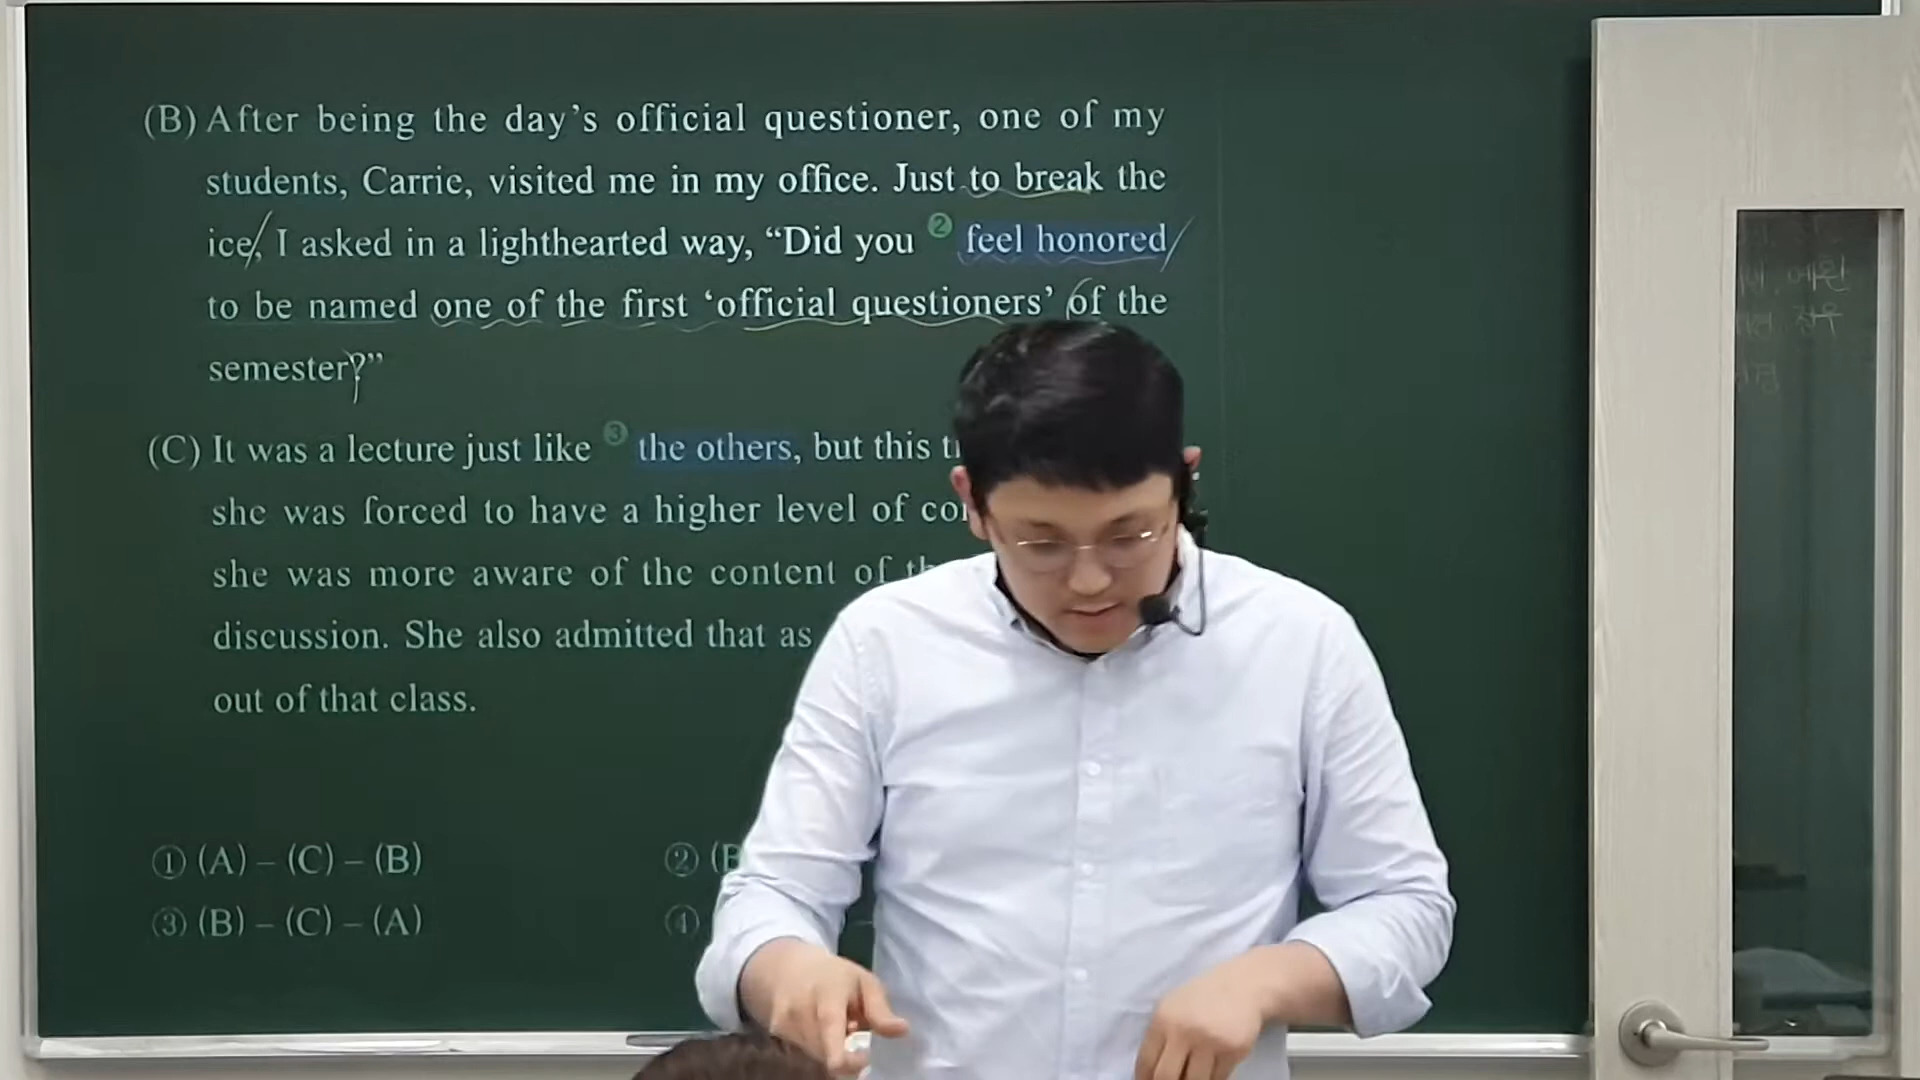 (B) After being the day’s official questioner, one of my
students, Carrie, visited me in my office. Just to break the
ice, I asked in a lighthearted way, “Did you ② feel honored
to be named one of the first ‘official questioners’ of the
semester?”
(C) It was a lecture just like ③ the others, but this
she was forced to have a higher level of
she was more aware of the content of
discussion. She also admitted that as
out of that class.
① (A) – (C) – (B)
②
③ (B) – (C) – (A)
④